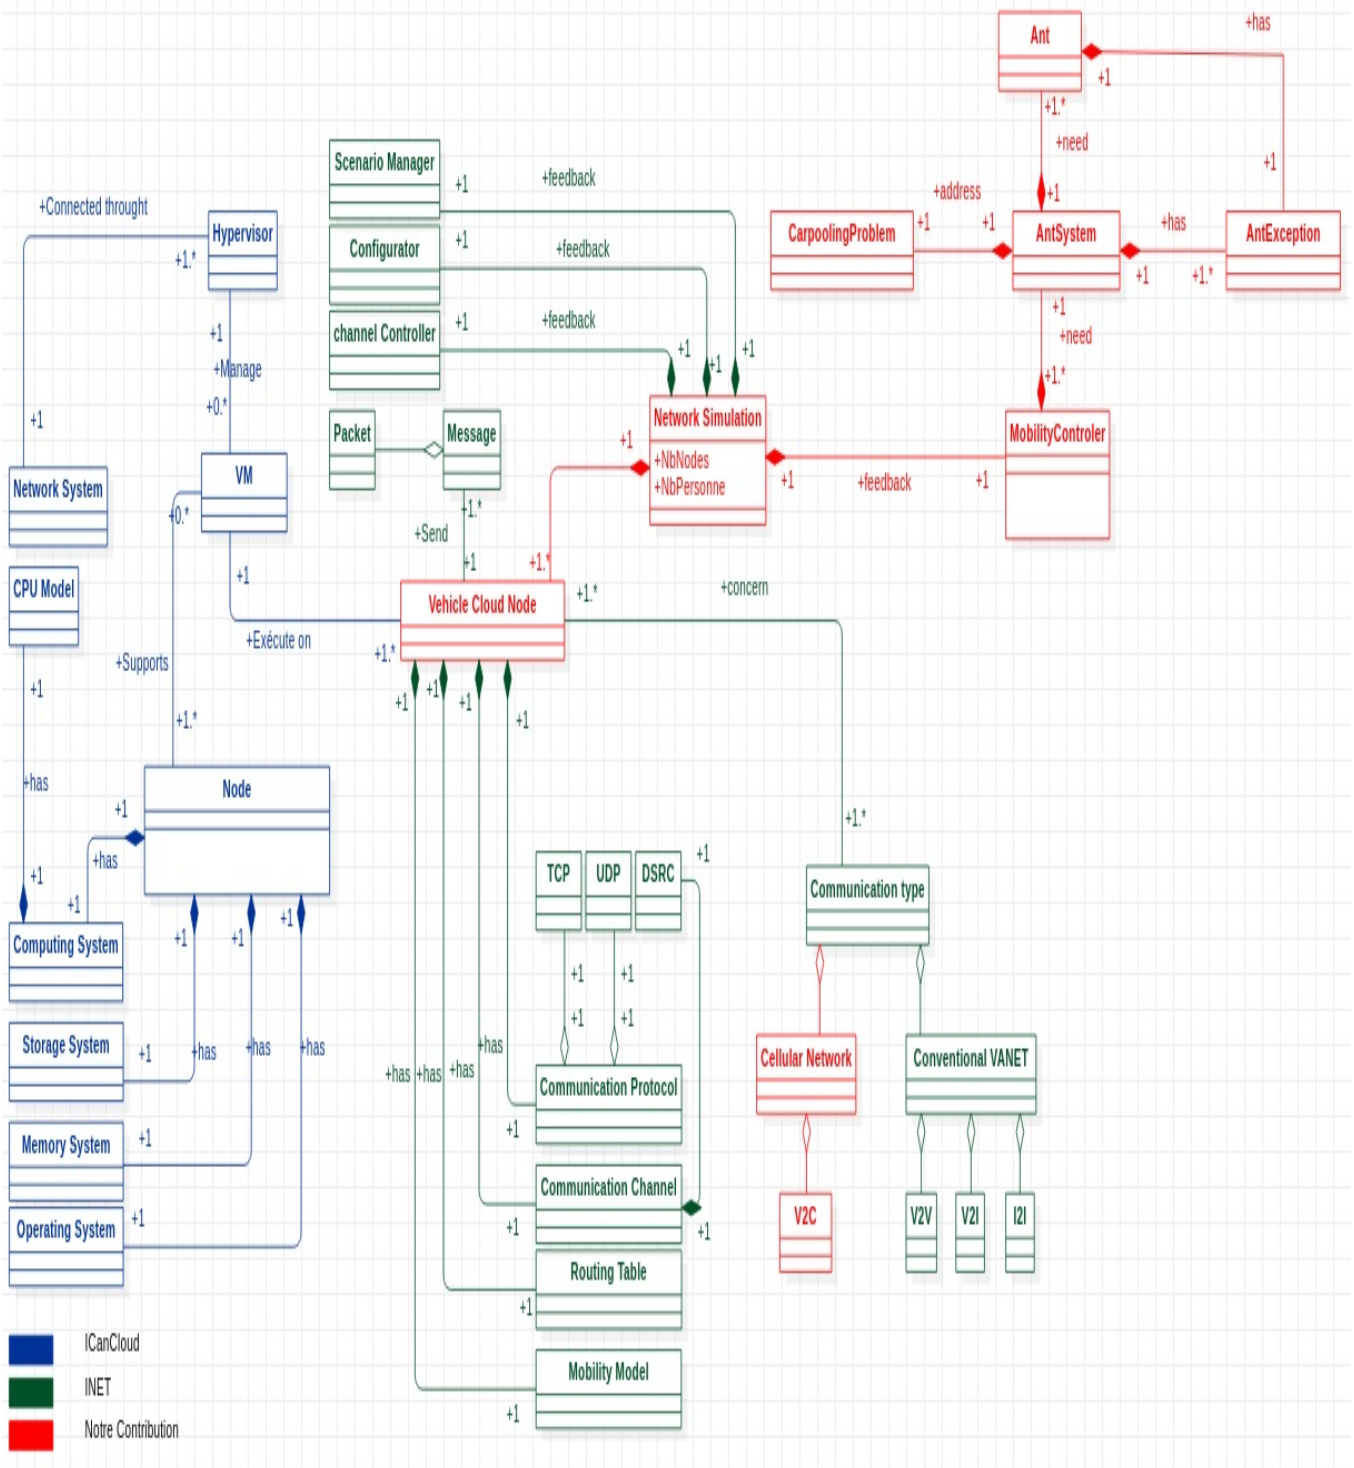 Ant
+has
+1
+1.*
+need
+1
+1
Scenario Manager
+1
+feedback
+address
+Connected throught
Hypervisor
+1.*
Configurator
+1
+feedback
CarpoolingProblem
+1
+1
AntSystem
+has
AntException
+1
+1.*
channel Controller
+1
+feedback
+1
+1
+1
+1
+Manage
+0.*
+1
+need
+1.*
+1
Packet
Message
Network Simulation
+NbNodes
+NbPersonne
MobilityControler
+1
+1
+feedback
+1
Network System
VM
+0.*
+1.*
+Send
+1
+1.*
CPU Model
+1
Vehicle Cloud Node
+1.*
+concern
+Exécute on
+1.*
+Supports
+1
+1.*
+1
+1
+1
+1
+has
Node
+1
+has
+1
+1
+1.*
TCP
UDP
DSRC
+1
Communication type
Computing System
+1
+1
+1
+1
+1
+1
+1
Storage System
+1
+has
+has
+has
+has
+has
+has
+has
Communication Protocol
+1
Cellular Network
Conventional VANET
Memory System
+1
Communication Channel
+1
+1
Operating System
+1
V2C
V2V
V2I
I2I
Routing Table
+1
Mobility Model
+1
ICanCloud
INET
Notre Contribution